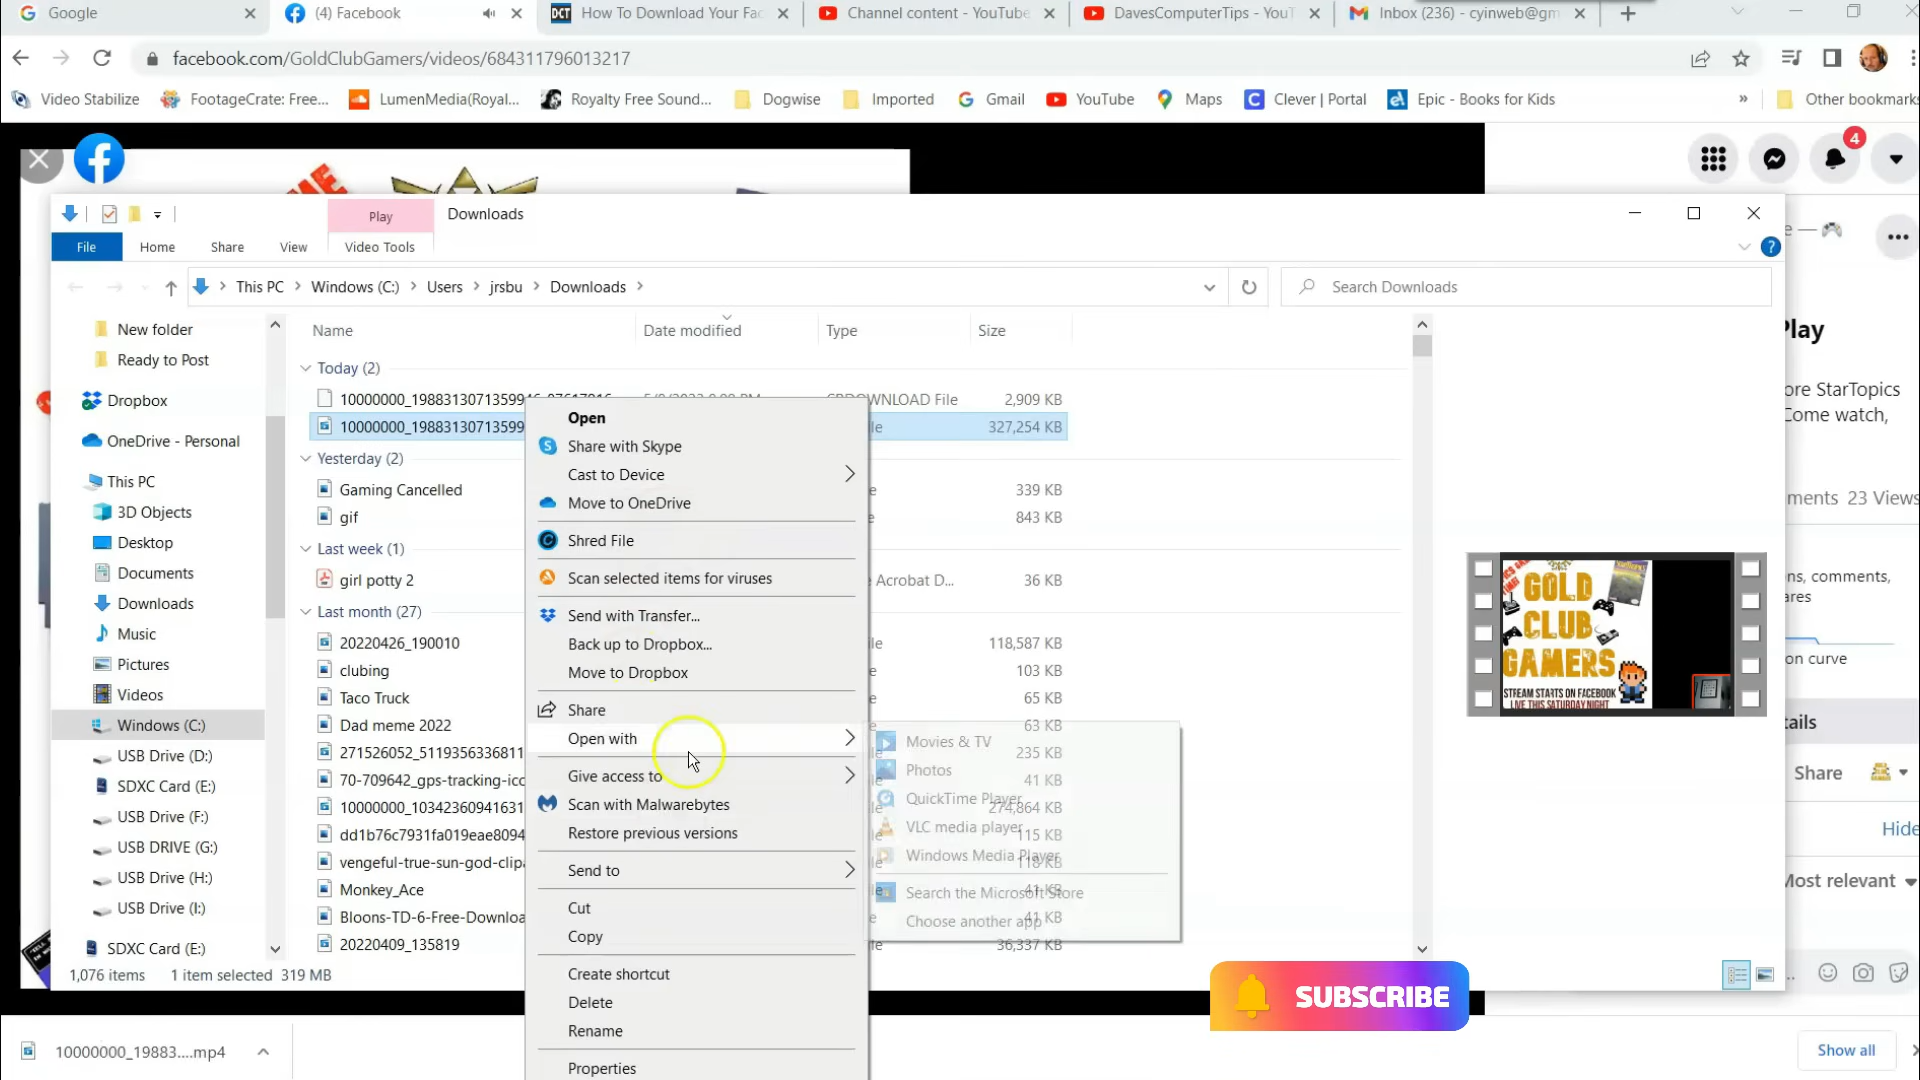 Google
(4) Facebook
DCT How To Download Your Fac
Channel content - YouTube
DavesComputerTips - YouT
Inbox (236) - cyinweb@gm
facebook.com/GoldClubGamers/videos/684311796013217
Video Stabilize
FootageCrate: Free...
LumenMedia(Royal...
Royalty Free Sound...
Dogwise
Imported
Gmail
YouTube
Maps
Clever | Portal
Epic - Books for Kids
»
Other bookmarks
4
Play
Downloads
File
Home
Share
View
Video Tools
This PC > Windows (C:) > Users > jrsbu > Downloads >
Search Downloads
Name
Date modified
Type
Size
New folder
Ready to Post
Dropbox
OneDrive - Personal
This PC
3D Objects
Desktop
Documents
Downloads
Music
Pictures
Videos
Windows (C:)
USB Drive (D:)
SDXC Card (E:)
USB Drive (F:)
USB DRIVE (G:)
USB Drive (H:)
USB Drive (I:)
SDXC Card (E:)
Today (2)
2,909 KB
10000000_19883130713599
327,254 KB
Yesterday (2)
Gaming Cancelled
339 KB
gif
843 KB
Last week (1)
girl potty 2
Acrobat D...
36 KB
Last month (27)
20220426_190010
118,587 KB
clubing
103 KB
Taco Truck
65 KB
Dad meme 2022
63 KB
271526052_5119356336811
235 KB
70-709642_gps-tracking-ico
41 KB
10000000_10342360941631
274,864 KB
dd1b76c7931fa019eae8094
115 KB
vengeful-true-sun-god-clipa
118 KB
Monkey_Ace
41 KB
Bloons-TD-6-Free-Downloa
41 KB
20220409_135819
36,337 KB
Open
Share with Skype
Cast to Device
Move to OneDrive
Shred File
Scan selected items for viruses
Send with Transfer...
Back up to Dropbox...
Move to Dropbox
Share
Open with
Give access to
Scan with Malwarebytes
Restore previous versions
Send to
Cut
Copy
Create shortcut
Delete
Rename
Properties
Movies & TV
Photos
QuickTime Player
VLC media player
Windows Media Player
Search the Microsoft Store
Choose another app
GOLD
CLUB
GAMERS
STREAM STARTS ON FACEBOOK
LIVE THIS SATURDAY NIGHT
Play
ore StarTopics
Come watch,
ments 23 Views
ns, comments,
ares
on curve
tails
Share
Hide
Most relevant
1,076 items
1 item selected 319 MB
SUBSCRIBE
10000000_19883....mp4
Show all